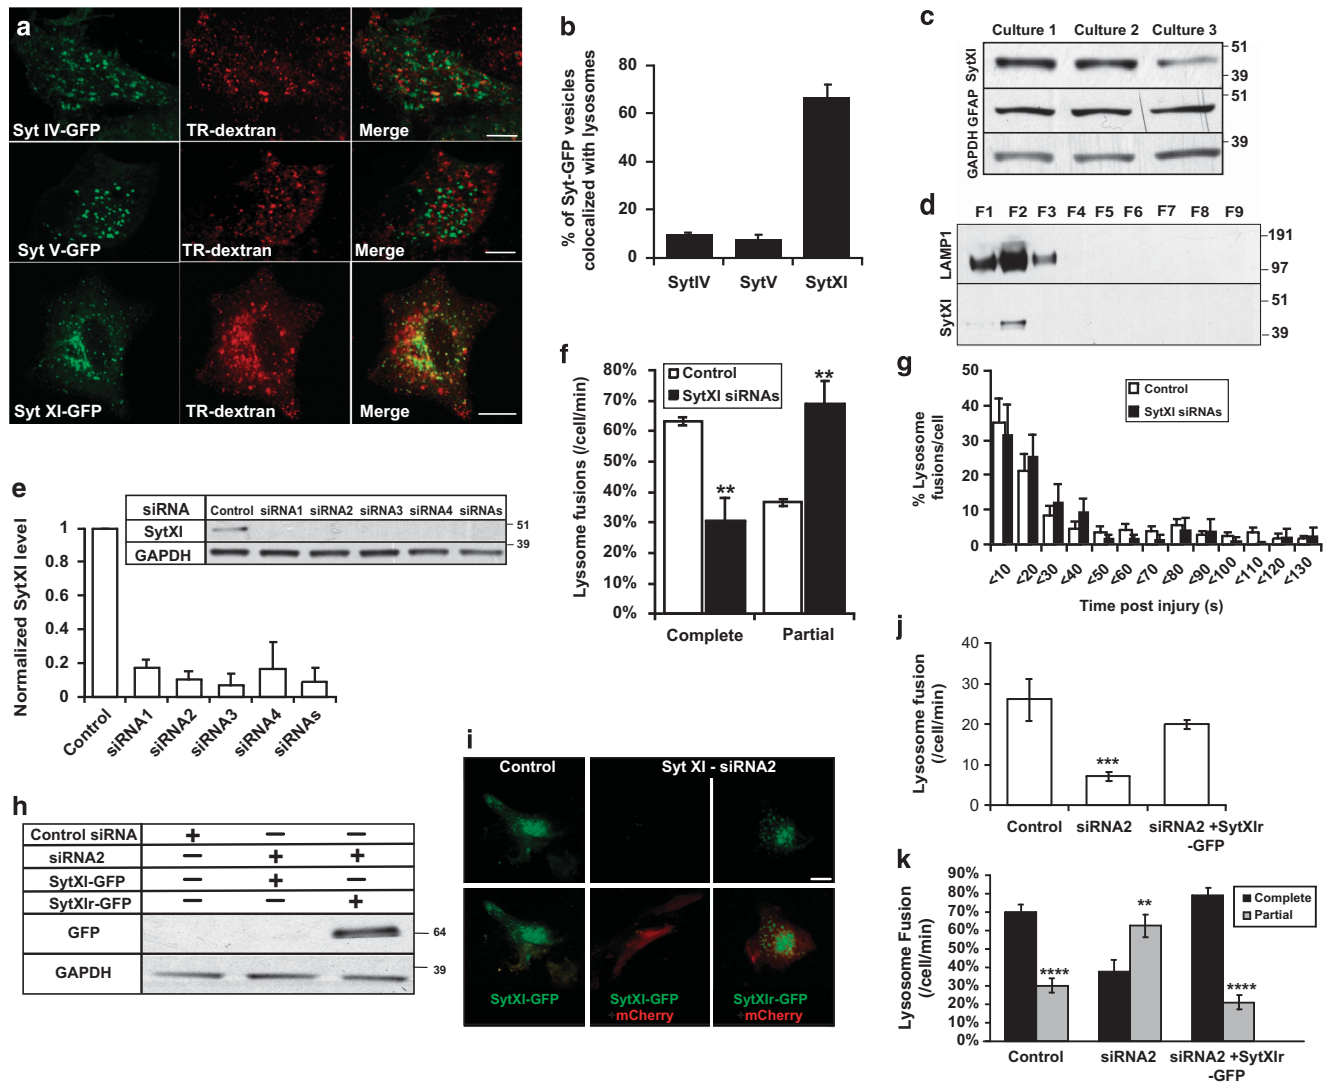 a
Syt IV-GFP
TR-dextran
Merge
Syt V-GFP
TR-dextran
Merge
Syt XI-GFP
TR-dextran
Merge
b
% of Syt-GFP vesicles
colocalized with lysosomes
80
60
40
20
0
SytIV
SytV
SytXI
c
Culture 1 Culture 2 Culture 3
SytXI
GFAP
GAPDH
51
39
51
39
d
F1 F2 F3 F4 F5 F6 F7 F8 F9
LAMP1
SytXI
191
97
51
39
e
siRNA Control siRNA1 siRNA2 siRNA3 siRNA4 siRNAs
SytXI
GAPDH
51
39
Normalized SytXI level
1
0.8
0.6
0.4
0.2
0
Control
siRNA1
siRNA2
siRNA3
siRNA4
siRNAs
f
Lyssome fusions (/cell/min)
80%
70%
60%
50%
40%
30%
20%
10%
0%
Control
SytXI siRNAs
**
**
Complete
Partial
g
% Lysosome
fusions/cell
50
40
30
20
10
0
Control
SytXI siRNAs
<10
<20
<30
<40
<50
<60
<70
<80
<90
<100
<110
<120
<130
Time post injury (s)
h
Control siRNA + — —
siRNA2 — + +
SytXI-GFP — + —
SytXIr-GFP — — +
GFP
64
GAPDH
39
i
Control
Syt XI - siRNA2
SytXI-GFP
SytXI-GFP
+mCherry
SytXIr-GFP
+mCherry
j
Lysosome fusion
(/cell/min)
40
30
20
10
0
***
Control
siRNA2
siRNA2 +SytXIr
-GFP
k
Lysosome Fusion
(/cell/min)
90%
80%
70%
60%
50%
40%
30%
20%
10%
0%
Complete
Partial
****
**
****
Control
siRNA2
siRNA2 +SytXIr
-GFP